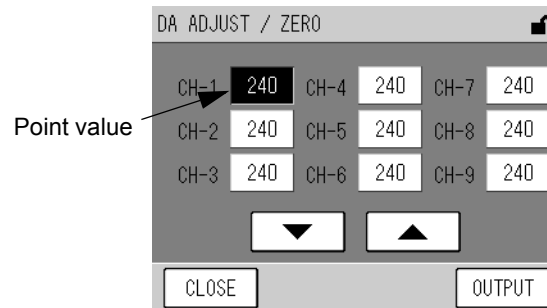 DA ADJUST / ZERO
CH-1 240 CH-4 240 CH-7 240
Point value
CH-2 240 CH-5 240 CH-8 240
CH-3 240 CH-6 240 CH-9 240
CLOSE OUTPUT